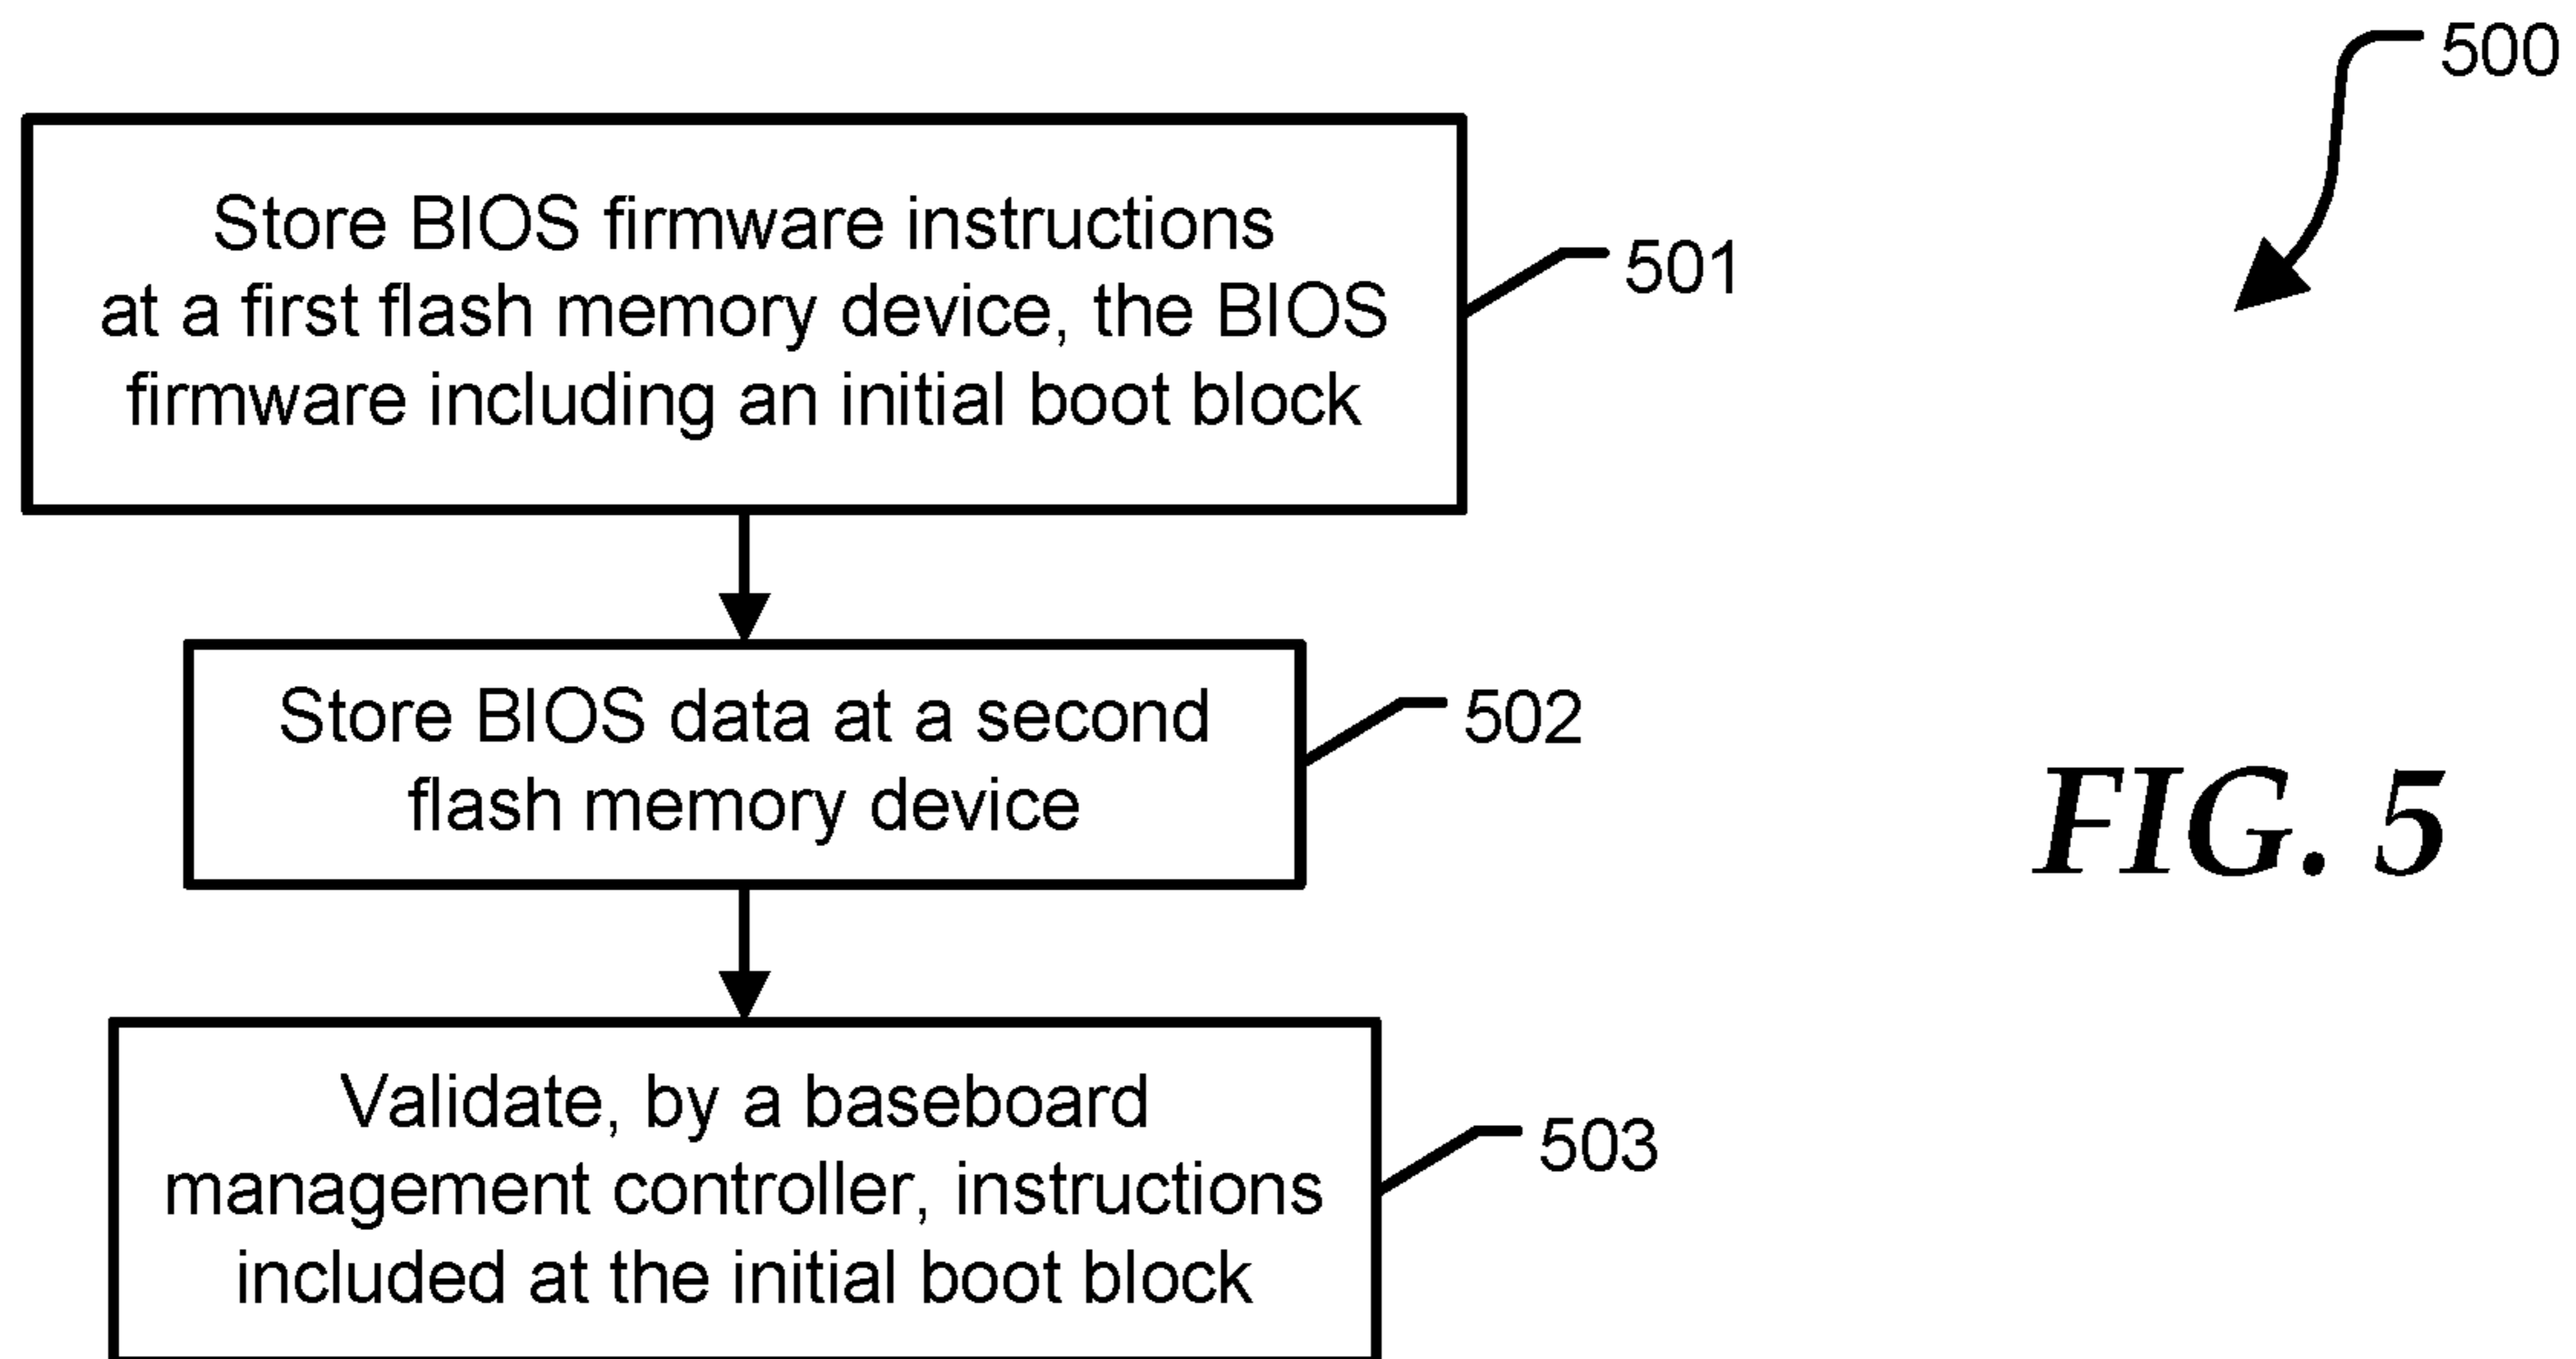 500
Store BIOS firmware instructions
at a first flash memory device, the BIOS
firmware including an initial boot block
501
Store BIOS data at a second
flash memory device
502
FIG. 5
Validate, by a baseboard
management controller, instructions
included at the initial boot block
503